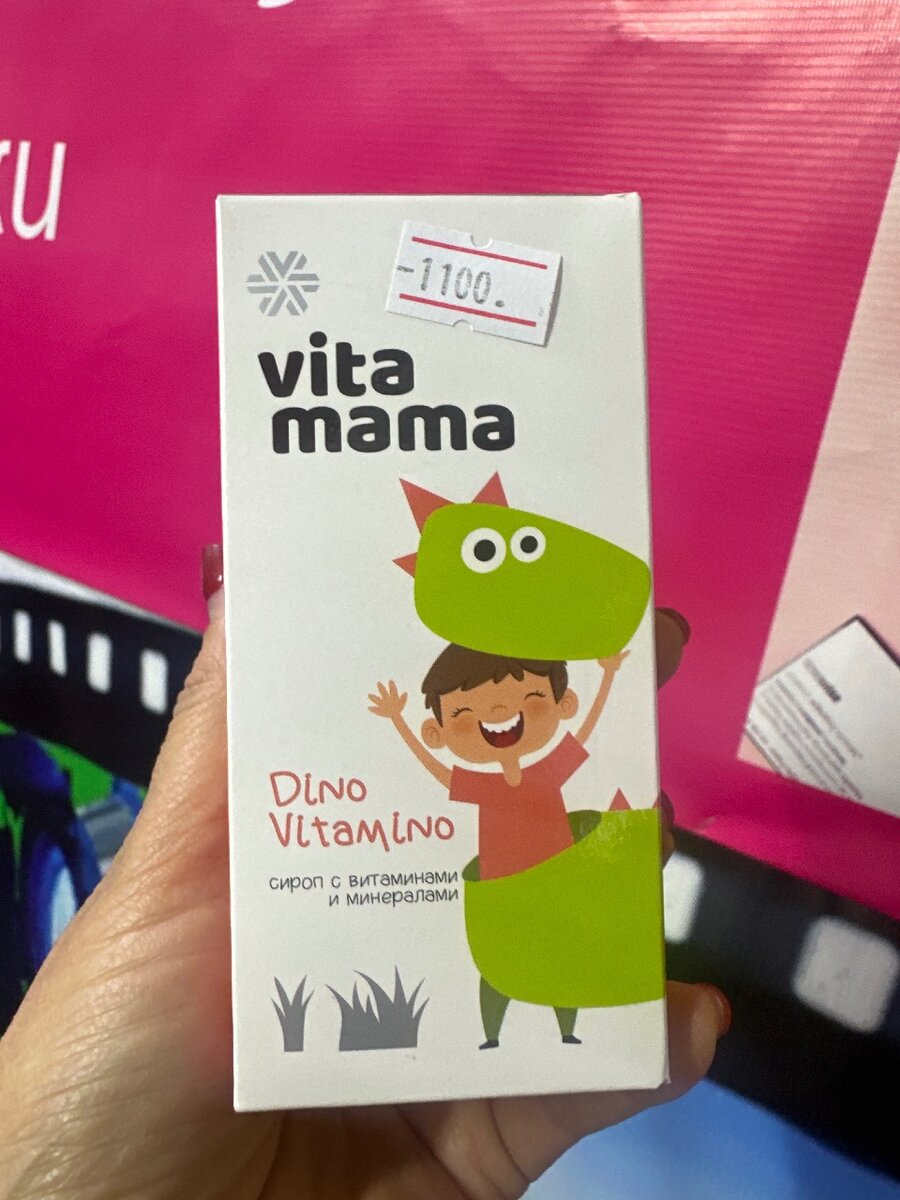 -1100.
vita
mama
Dino
Vitamino
сироп с витаминами
и минералами